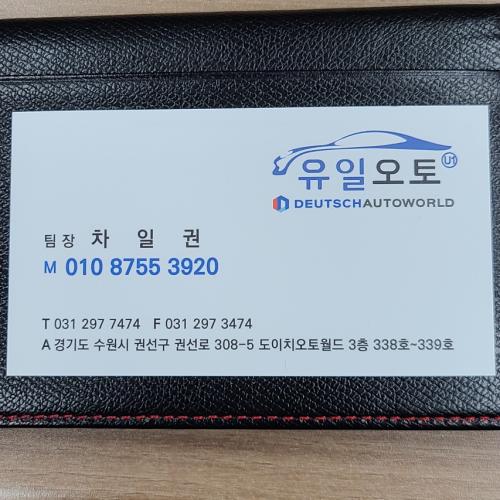 유일오토 U1
DEUTSCHAUTOWORLD
팀장 차 일 권
M 010 8755 3920
T 031 297 7474 F 031 297 3474
A 경기도 수원시 권선구 권선로 308-5 도이치오토월드 3층 338호~339호